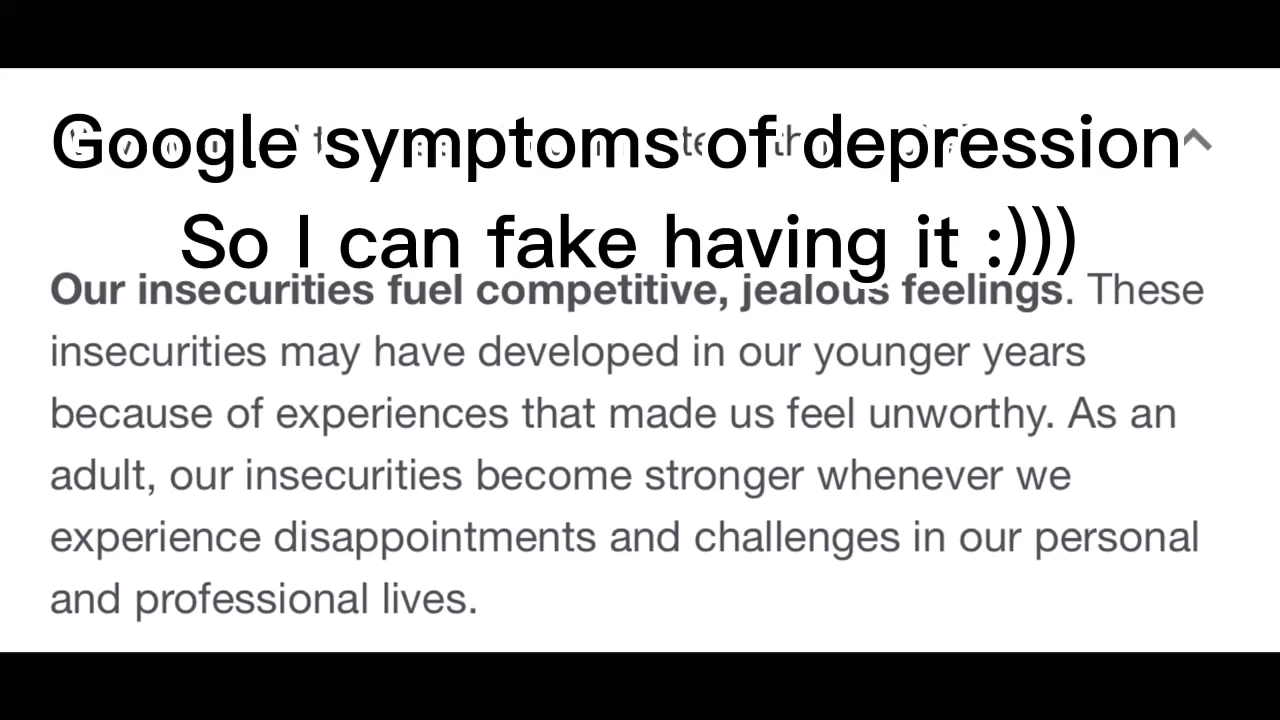 Google symptoms of depression
So I can fake having it :)))
Our insecurities fuel competitive, jealous feelings. These
insecurities may have developed in our younger years
because of experiences that made us feel unworthy. As an
adult, our insecurities become stronger whenever we
experience disappointments and challenges in our personal
and professional lives.